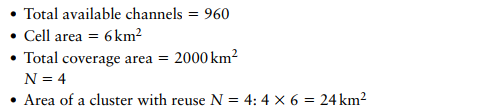 • Total available channels = 960
• Cell area = 6 km²
• Total coverage area = 2000 km²
N = 4
• Area of a cluster with reuse N = 4: 4 × 6 = 24 km²